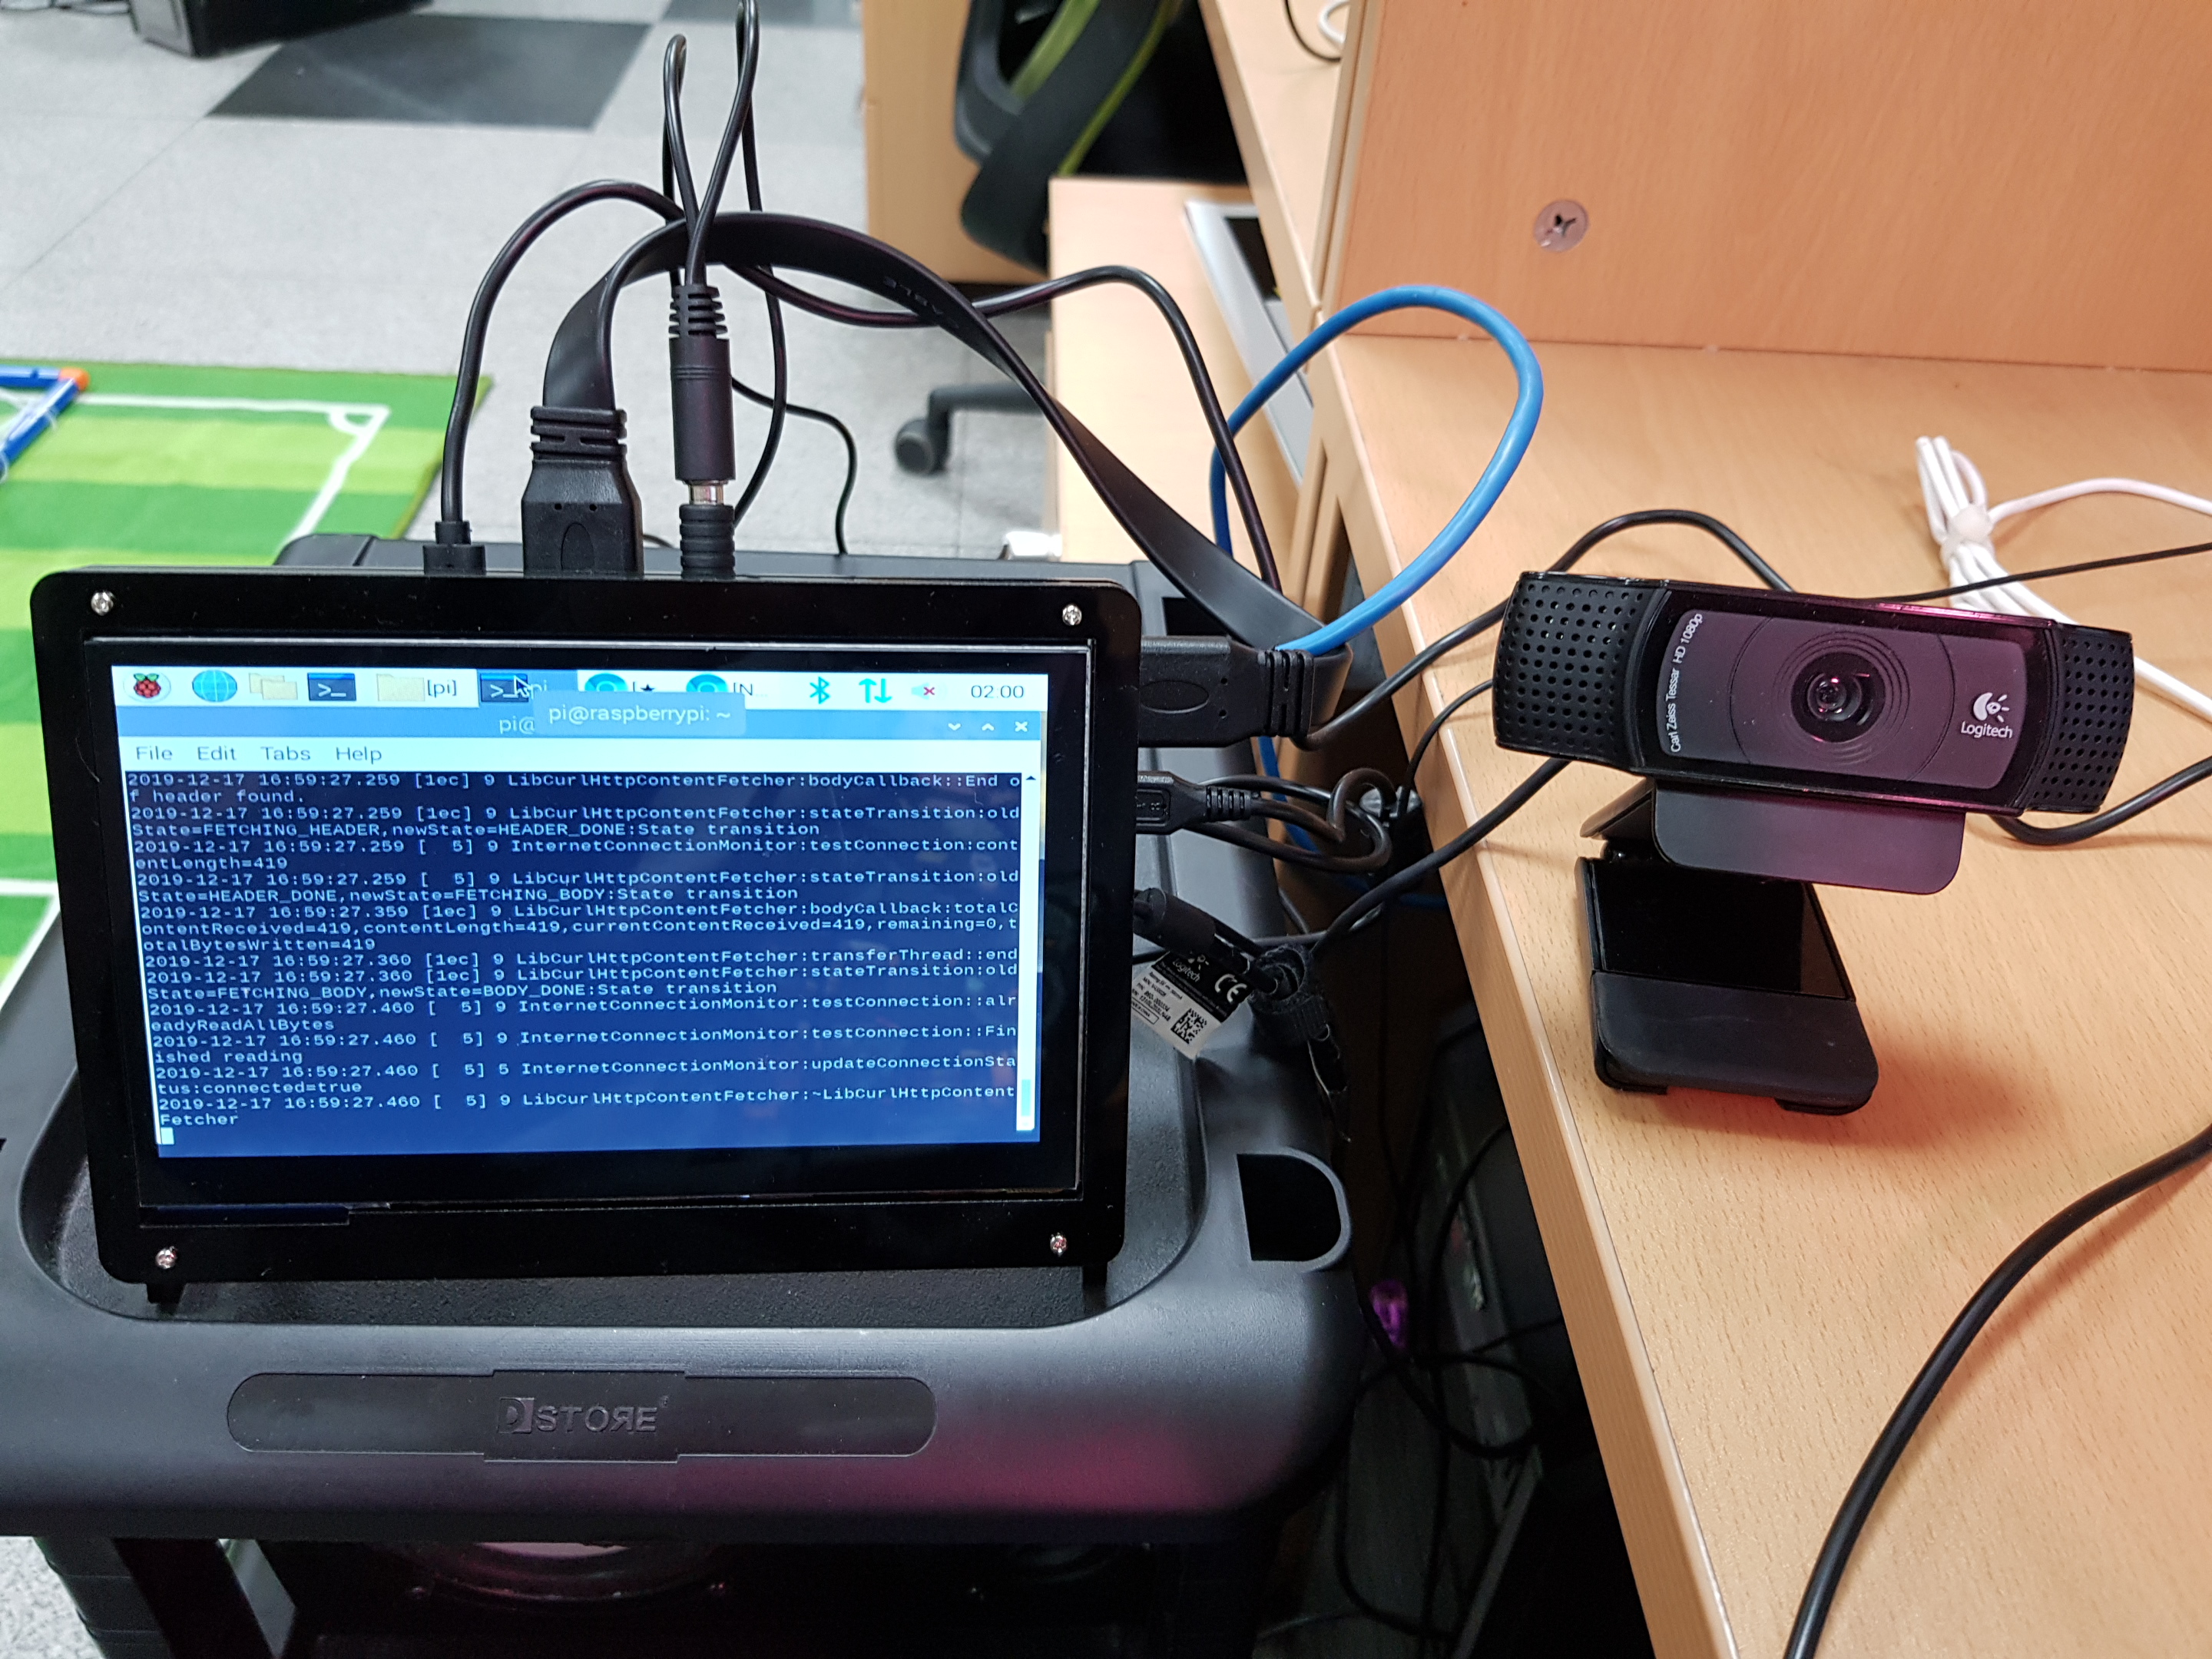 [pi]
pi
[★
[N...
02:00
pi@raspberrypi: ~
pi@
File Edit Tabs Help
2019-12-17 16:59:27.259 [1ec] 9 LibCurlHttpContentFetcher:bodyCallback::End o
f header found.
2019-12-17 16:59:27.259 [1ec] 9 LibCurlHttpContentFetcher:stateTransition:old
State=FETCHING_HEADER,newState=HEADER_DONE:State transition
2019-12-17 16:59:27.259 [  5] 9 InternetConnectionMonitor:testConnection:cont
entLength=419
2019-12-17 16:59:27.259 [  5] 9 LibCurlHttpContentFetcher:stateTransition:old
State=HEADER_DONE,newState=FETCHING_BODY:State transition
2019-12-17 16:59:27.359 [1ec] 9 LibCurlHttpContentFetcher:bodyCallback:totalC
ontentReceived=419,contentLength=419,currentContentReceived=419,remaining=0,t
otalBytesWritten=419
2019-12-17 16:59:27.360 [1ec] 9 LibCurlHttpContentFetcher:transferThread::end
2019-12-17 16:59:27.360 [1ec] 9 LibCurlHttpContentFetcher:stateTransition:old
State=FETCHING_BODY,newState=BODY_DONE:State transition
2019-12-17 16:59:27.460 [  5] 9 InternetConnectionMonitor:testConnection::alr
eadyReadAllBytes
2019-12-17 16:59:27.460 [  5] 9 InternetConnectionMonitor:testConnection::Fin
ished reading
2019-12-17 16:59:27.460 [  5] 5 InternetConnectionMonitor:updateConnectionSta
tus:connected=true
2019-12-17 16:59:27.460 [  5] 9 LibCurlHttpContentFetcher:~LibCurlHttpContent
Fetcher
Carl Zeiss Tessar HD 1080p
Logitech
Logitech
CE
DSTORE